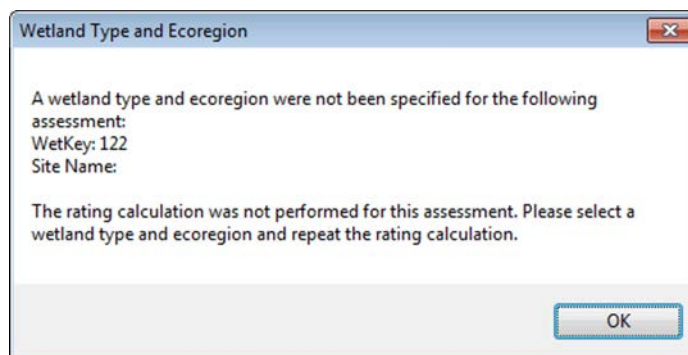 Wetland Type and Ecoregion
A wetland type and ecoregion were not been specified for the following
assessment:
WetKey: 122
Site Name:
The rating calculation was not performed for this assessment. Please select a
wetland type and ecoregion and repeat the rating calculation.
OK